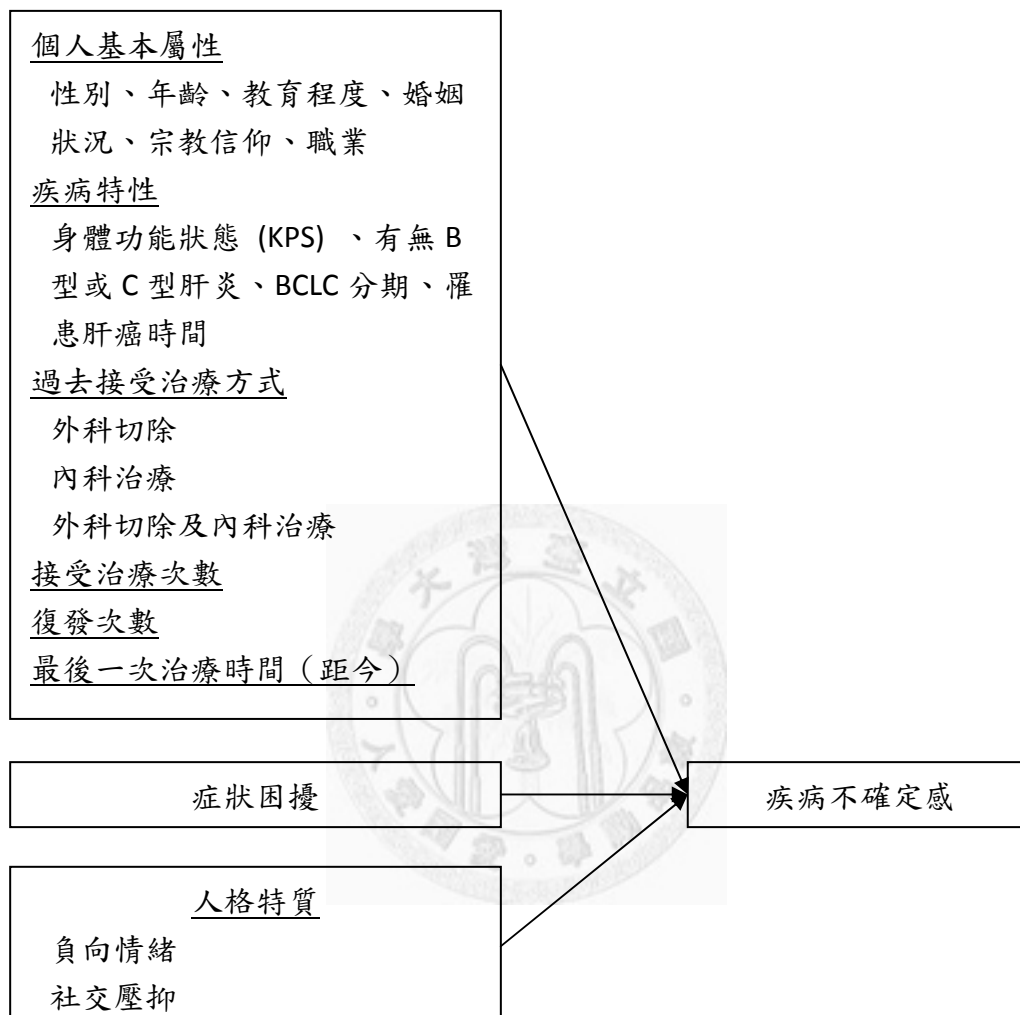 個人基本屬性
性別、年齡、教育程度、婚姻
狀況、宗教信仰、職業
疾病特性
身體功能狀態 (KPS) 、有無 B
型或 C 型肝炎、BCLC 分期、罹
患肝癌時間
過去接受治療方式
外科切除
內科治療
外科切除及內科治療
接受治療次數
復發次數
最後一次治療時間（距今）
症狀困擾
疾病不確定感
人格特質
負向情緒
社交壓抑